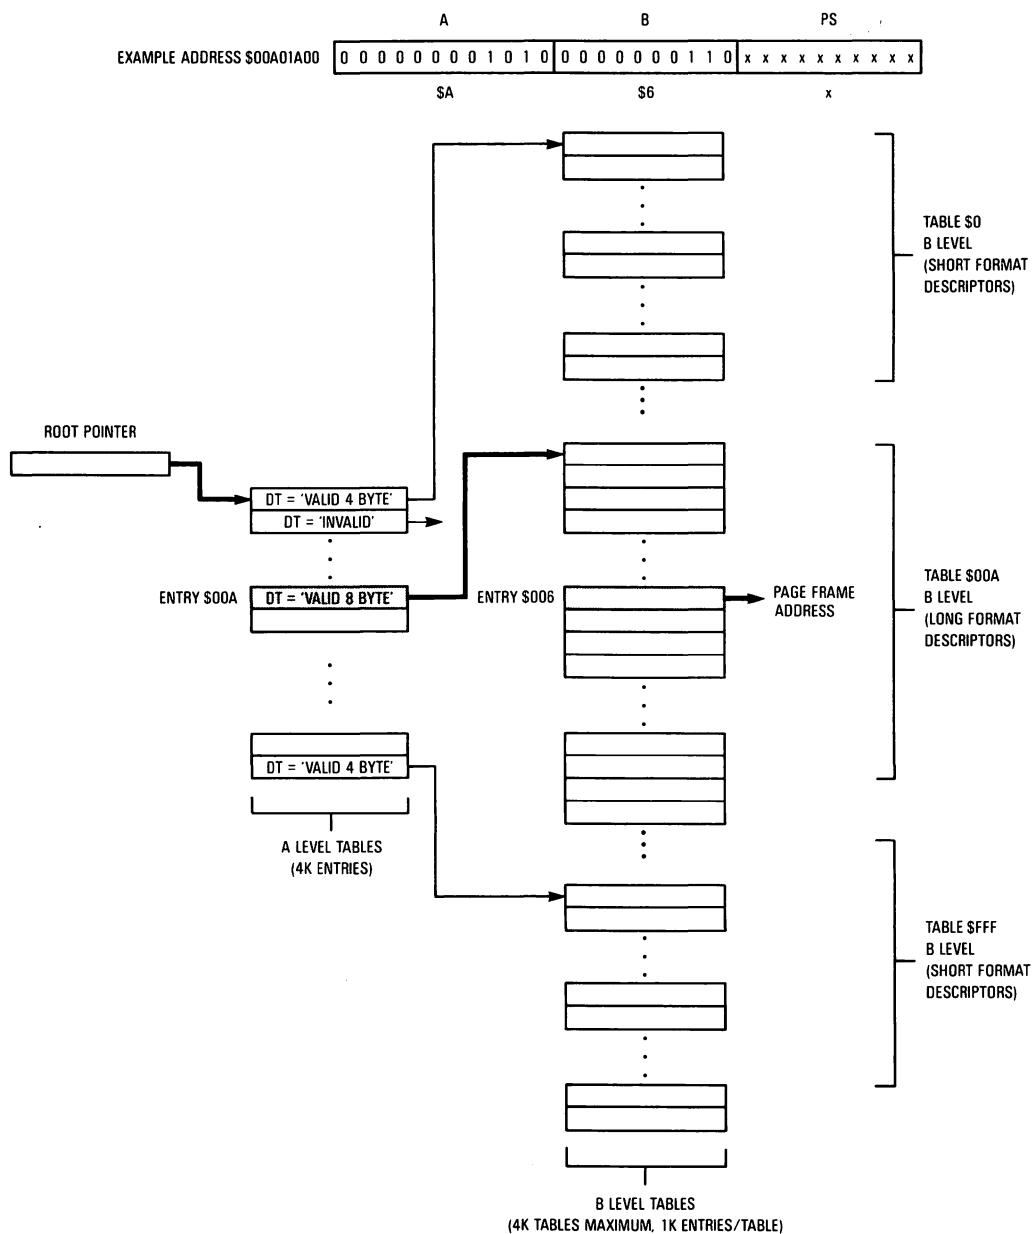 A B PS
EXAMPLE ADDRESS $00A01A00 0 0 0 0 0 0 0 0 1 0 1 0 0 0 0 0 0 0 0 1 1 0 x x x x x x x x x x
$A $6 x
TABLE $0
B LEVEL
(SHORT FORMAT
DESCRIPTORS)
ROOT POINTER
DT = 'VALID 4 BYTE'
DT = 'INVALID'
ENTRY $00A
DT = 'VALID 8 BYTE'
ENTRY $006
PAGE FRAME
ADDRESS
TABLE $00A
B LEVEL
(LONG FORMAT
DESCRIPTORS)
DT = 'VALID 4 BYTE'
A LEVEL TABLES
(4K ENTRIES)
TABLE $FFF
B LEVEL
(SHORT FORMAT
DESCRIPTORS)
B LEVEL TABLES
(4K TABLES MAXIMUM, 1K ENTRIES/TABLE)